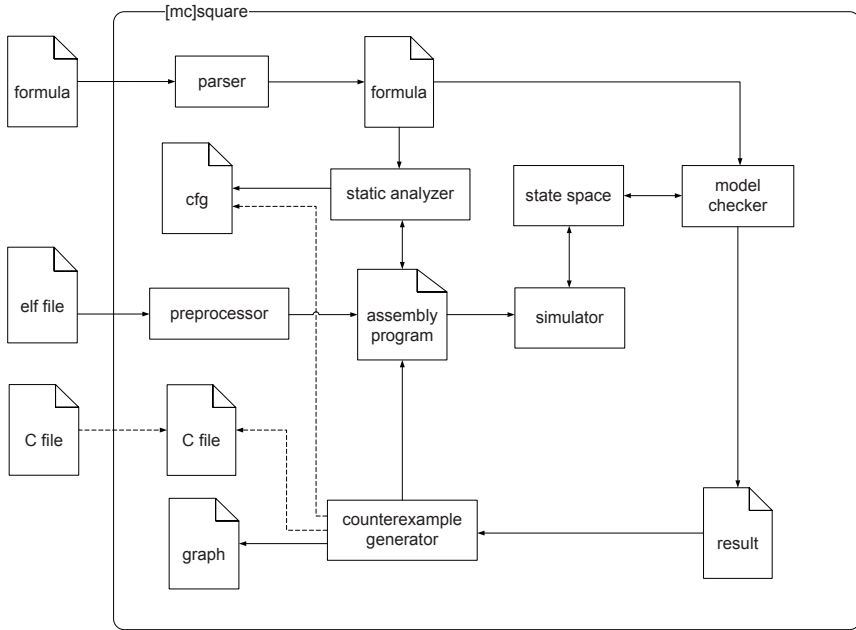 [mc]square
formula
parser
formula
cfg
static analyzer
state space
model
checker
elf file
preprocessor
assembly
program
simulator
C file
C file
graph
counterexample
generator
result